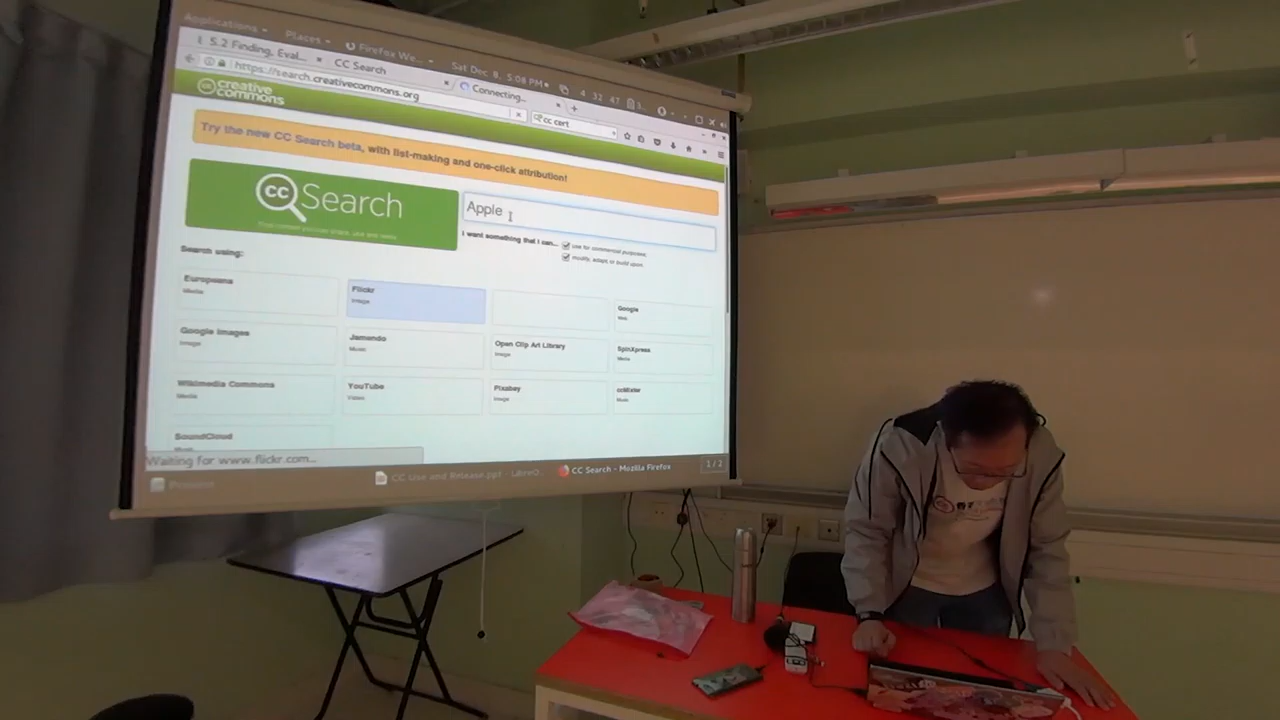 Applications
Places
Firefox We...
Sat Dec 8, 5:06 PM
5.2 Finding, Eval...
CC Search
Connecting...
https://search.creativecommons.org
cc cert
cc creative commons
Try the new CC Search beta, with list-making and one-click attribution!
cc Search
Apple
I want something that I can...
use for commercial purposes;
modify, adapt, or build upon.
Search using:
Europeana
Media
Flickr
Image
Google
Web
Google Images
Image
Jamendo
Music
Open Clip Art Library
Image
SpinXpress
Media
Wikimedia Commons
Media
YouTube
Video
Pixabay
Image
ccMixter
Music
SoundCloud
Music
Waiting for www.flickr.com...
CC Use and Release.ppt - LibreO...
CC Search - Mozilla Firefox
1 / 2